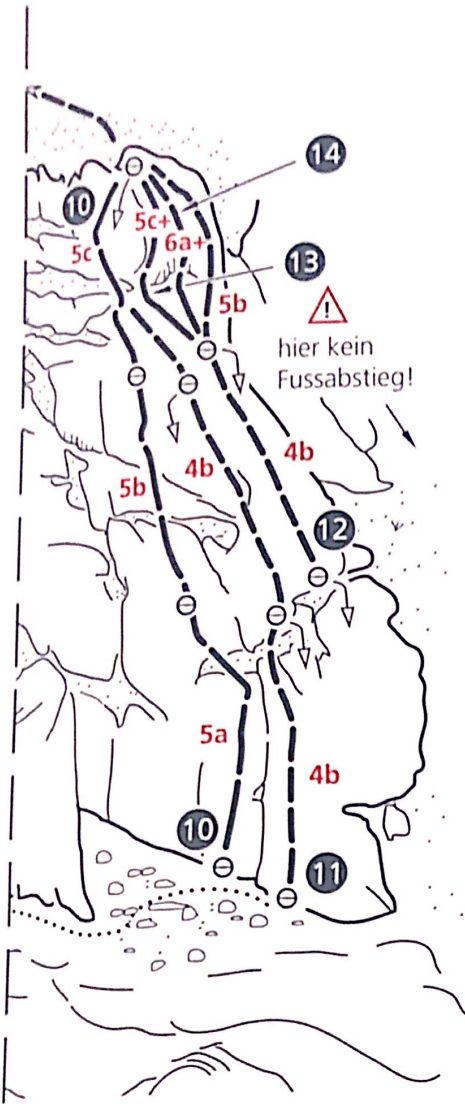 14
10
5c+
6a+
5c
13
5b
!
hier kein
Fussabstieg!
4b
4b
5b
12
5a
4b
10
11